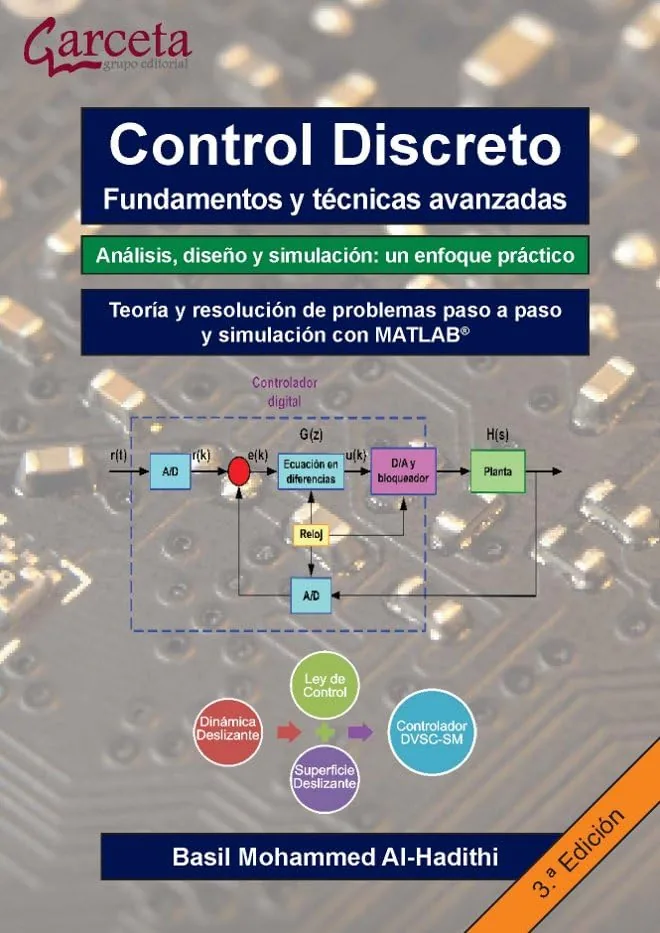 Garceta
grupo editorial
Control Discreto
Fundamentos y técnicas avanzadas
Análisis, diseño y simulación: un enfoque práctico
Teoría y resolución de problemas paso a paso
y simulación con MATLAB®
Controlador
digital
G(z)
H(s)
r(t)
A/D
r(k)
e(k)
Ecuación en
diferencias
u(k)
D/A y
bloqueador
Planta
Reloj
A/D
Ley de
Control
Dinámica
Deslizante
Controlador
DVSC-SM
Superficie
Deslizante
Basil Mohammed Al-Hadithi
3.ª Edición